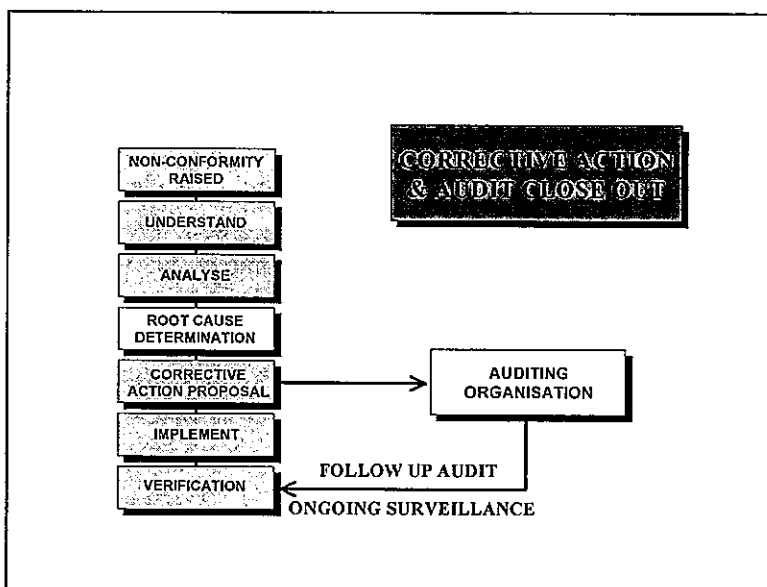 CORRECTIVE ACTION
& AUDIT CLOSE OUT
NON-CONFORMITY
RAISED
UNDERSTAND
ANALYSE
ROOT CAUSE
DETERMINATION
CORRECTIVE
ACTION PROPOSAL
IMPLEMENT
VERIFICATION
AUDITING
ORGANISATION
FOLLOW UP AUDIT
ONGOING SURVEILLANCE